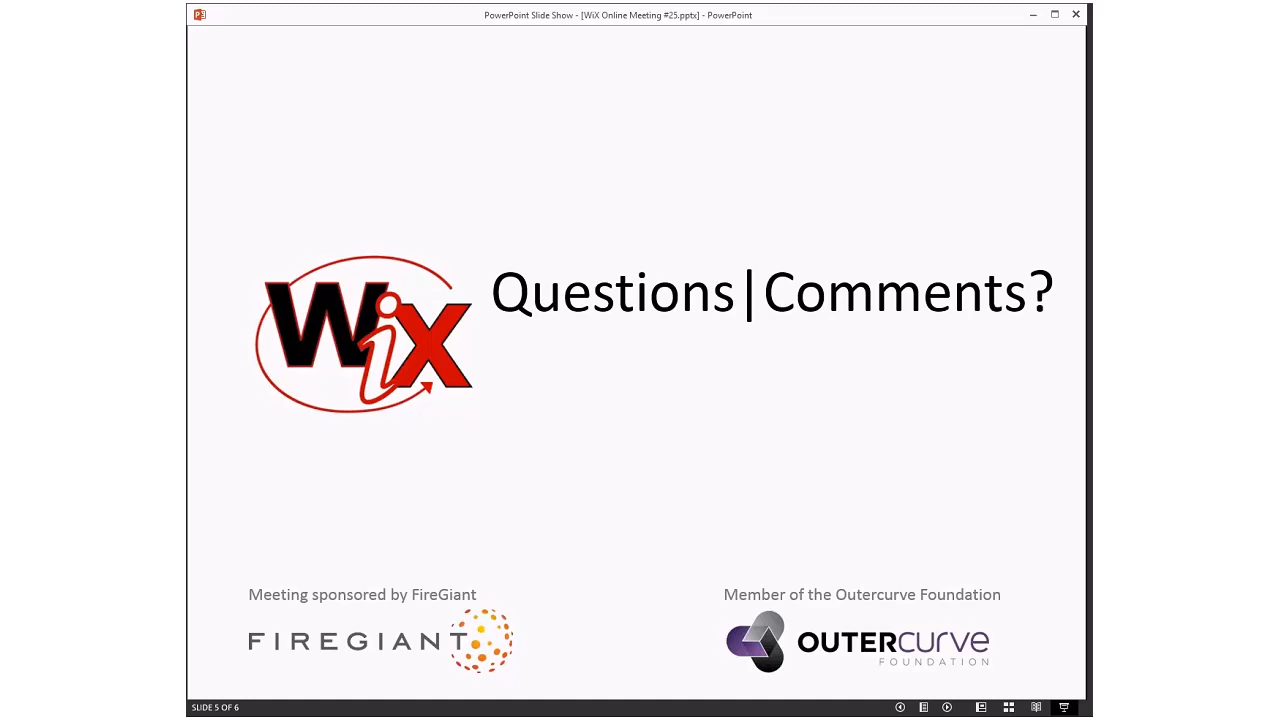 PowerPoint Slide Show - [WiX Online Meeting #25.pptx] - PowerPoint
WiX
Questions|Comments?
Meeting sponsored by FireGiant
FIREGIANT
Member of the Outercurve Foundation
OUTERCURVE
FOUNDATION
SLIDE 5 OF 6